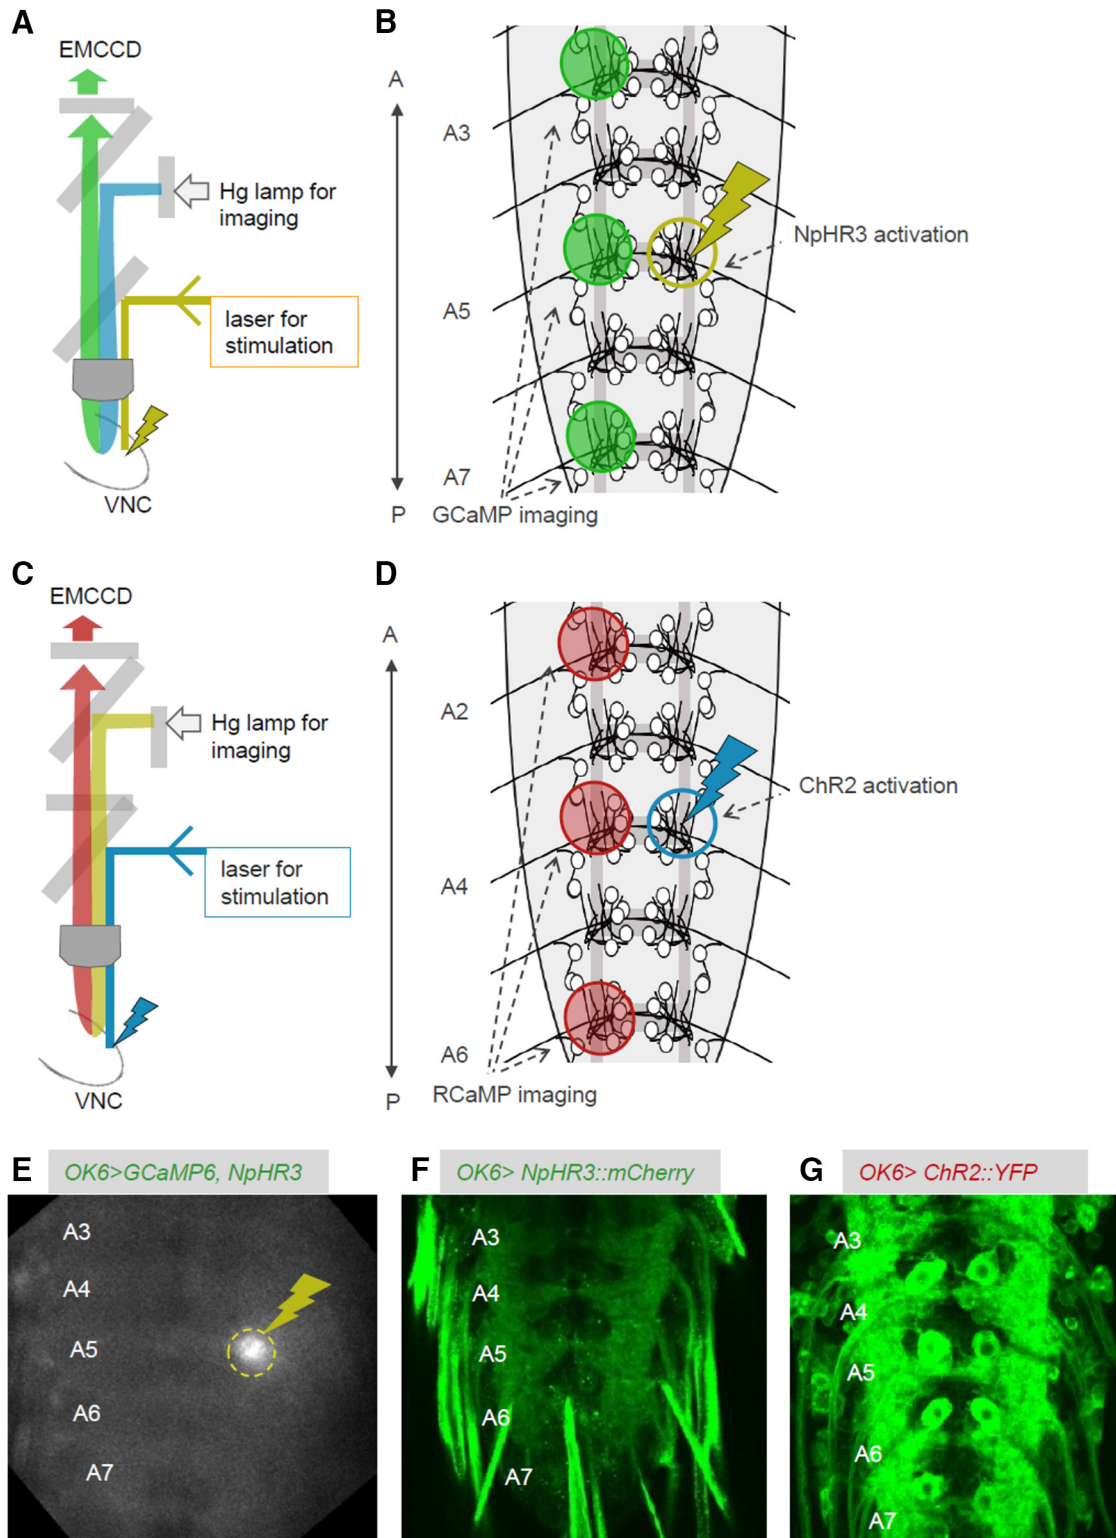 A
EMCCD
Hg lamp for
imaging
laser for
stimulation
VNC
B
A
A3
A5
A7
P
NpHR3 activation
GCaMP imaging
C
EMCCD
Hg lamp for
imaging
laser for
stimulation
VNC
D
A
A2
A4
A6
P
ChR2 activation
RCaMP imaging
E
OK6>GCaMP6, NpHR3
A3
A4
A5
A6
A7
F
OK6> NpHR3::mCherry
A3
A4
A5
A6
A7
G
OK6> ChR2::YFP
A3
A4
A5
A6
A7